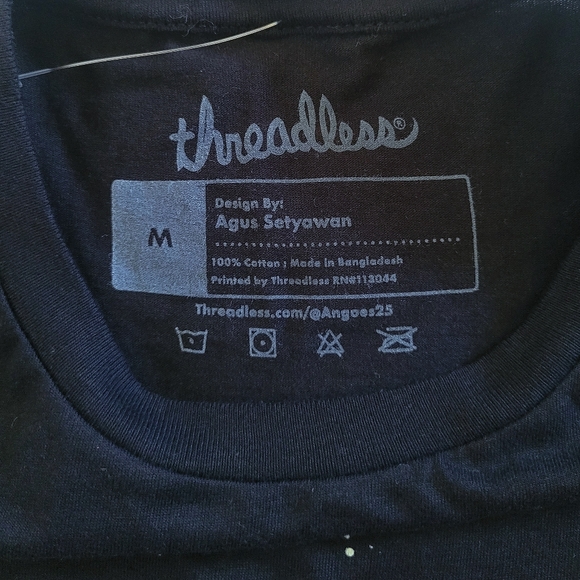 threadless®
M
Design By:
Agus Setyawan
100% Cotton ; Made in Bangladesh
Printed by Threadless RN#113044
Threadless.com/@Angoes25